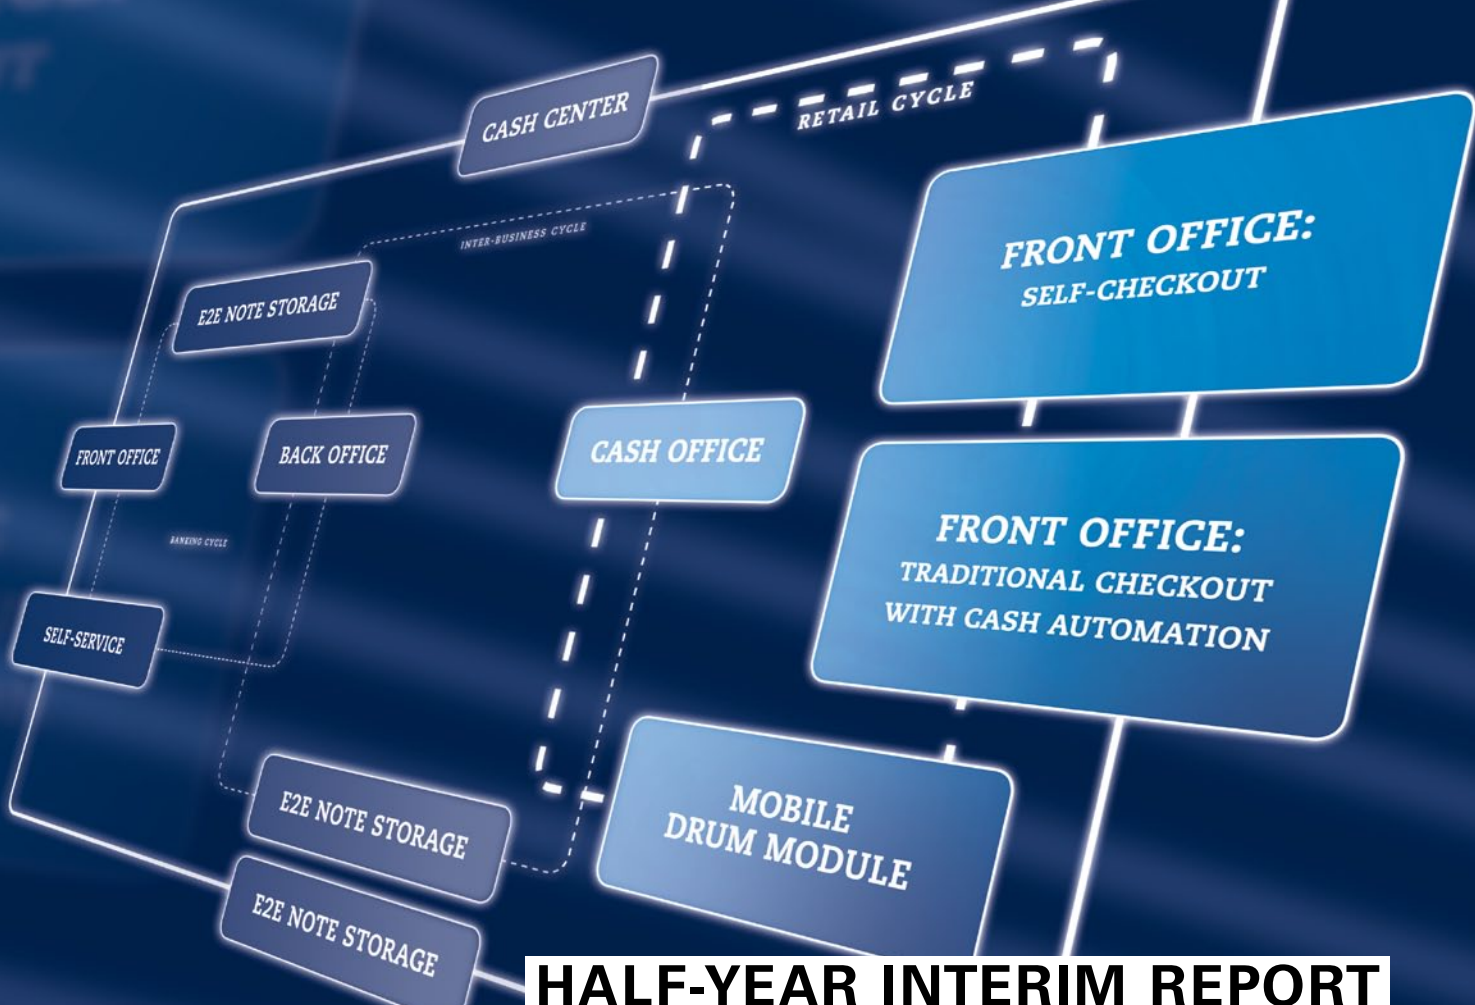 CASH CENTER
RETAIL CYCLE
INTER-BUSINESS CYCLE
E2E NOTE STORAGE
FRONT OFFICE:
SELF-CHECKOUT
FRONT OFFICE
BACK OFFICE
CASH OFFICE
BANKING CYCLE
FRONT OFFICE:
TRADITIONAL CHECKOUT
WITH CASH AUTOMATION
SELF-SERVICE
E2E NOTE STORAGE
MOBILE
DRUM MODULE
E2E NOTE STORAGE
HALF-YEAR INTERIM REPORT